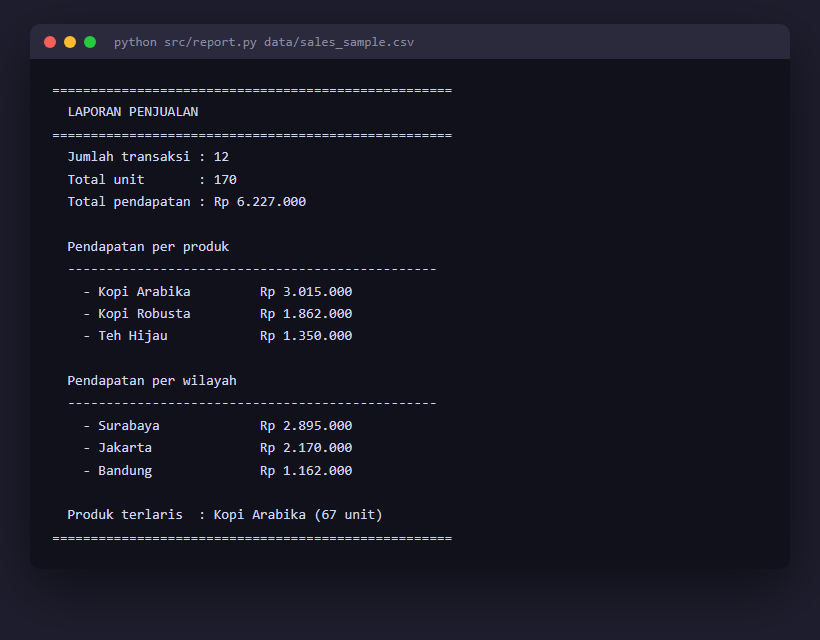 python src/report.py data/sales_sample.csv
====================================================
LAPORAN PENJUALAN
====================================================
Jumlah transaksi : 12
Total unit       : 170
Total pendapatan : Rp 6.227.000
Pendapatan per produk
------------------------------------------------
- Kopi Arabika         Rp 3.015.000
- Kopi Robusta         Rp 1.862.000
- Teh Hijau            Rp 1.350.000
Pendapatan per wilayah
------------------------------------------------
- Surabaya             Rp 2.895.000
- Jakarta              Rp 2.170.000
- Bandung              Rp 1.162.000
Produk terlaris  : Kopi Arabika (67 unit)
====================================================